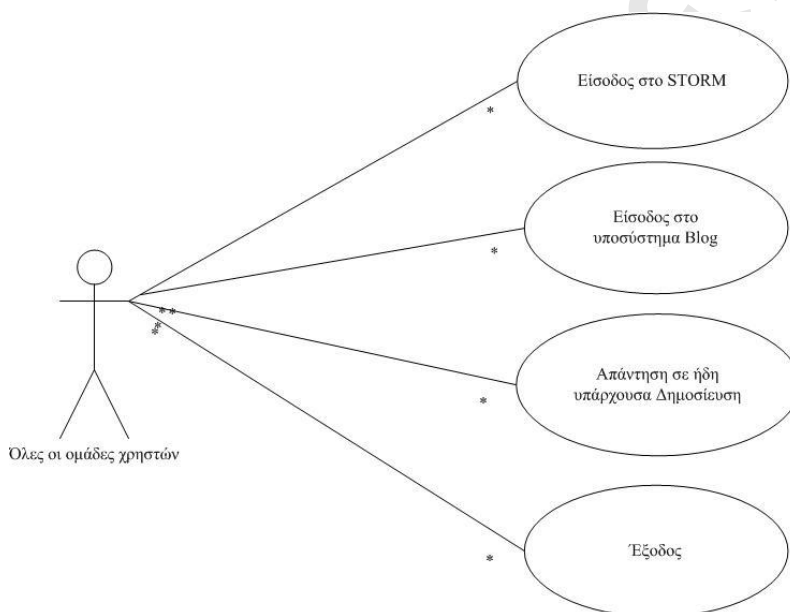 Είσοδος στο STORM
*
Είσοδος στο
υποσύστημα Blog
*
**
*
*
Απάντηση σε ήδη
υπάρχουσα Δημοσίευση
*
Όλες οι ομάδες χρηστών
Έξοδος
*